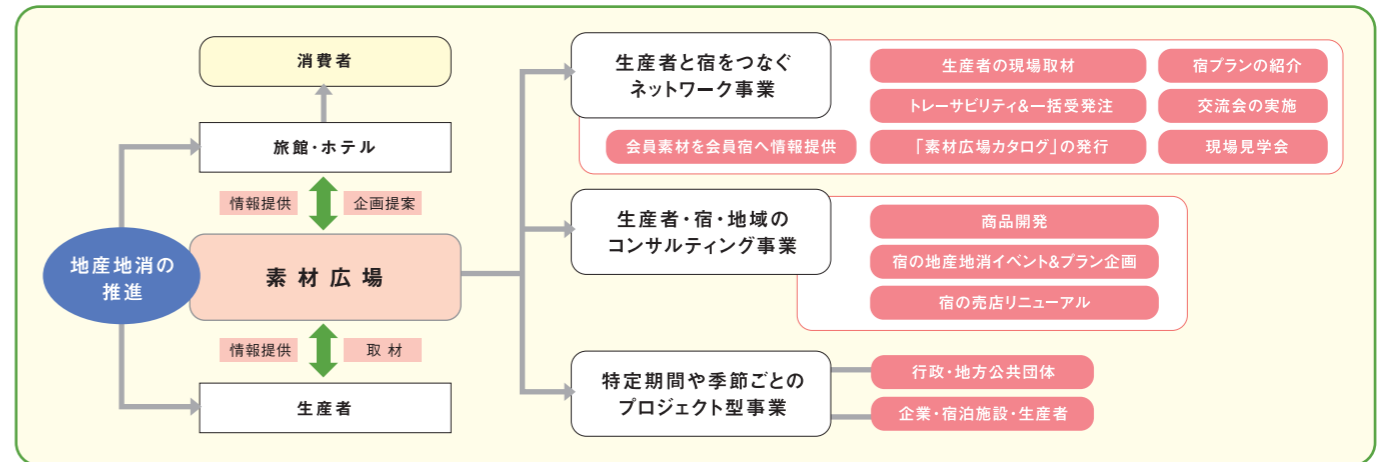 消費者
旅館・ホテル
情報提供
企画提案
地産地消の
推進
素材広場
情報提供
取材
生産者
生産者と宿をつなぐ
ネットワーク事業
生産者の現場取材
宿プランの紹介
トレーサビリティ&一括受発注
交流会の実施
会員素材を会員宿へ情報提供
「素材広場カタログ」の発行
現場見学会
生産者・宿・地域の
コンサルティング事業
商品開発
宿の地産地消イベント&プラン企画
宿の売店リニューアル
特定期間や季節ごとの
プロジェクト型事業
行政・地方公共団体
企業・宿泊施設・生産者